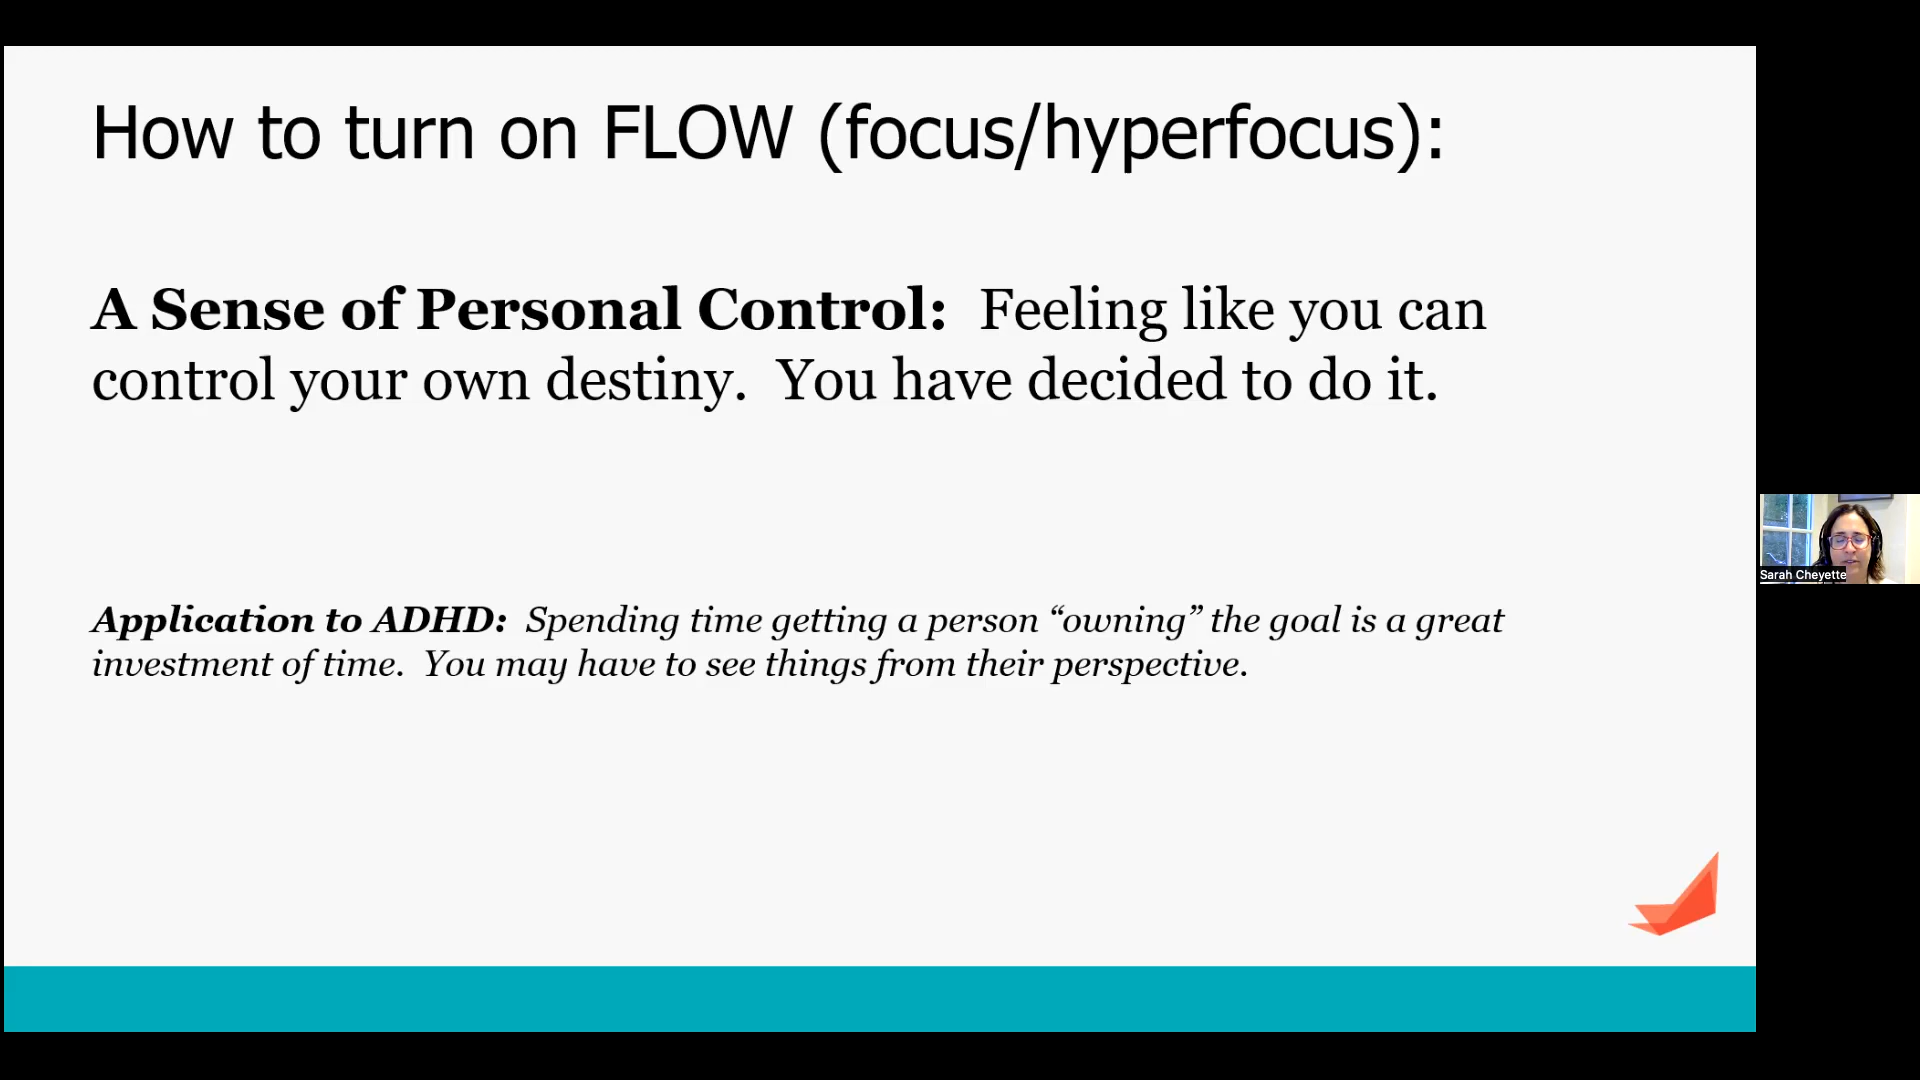 How to turn on FLOW (focus/hyperfocus):
A Sense of Personal Control:  Feeling like you can
control your own destiny.  You have decided to do it.
Application to ADHD:  Spending time getting a person “owning” the goal is a great
investment of time.  You may have to see things from their perspective.
Sarah Cheyette